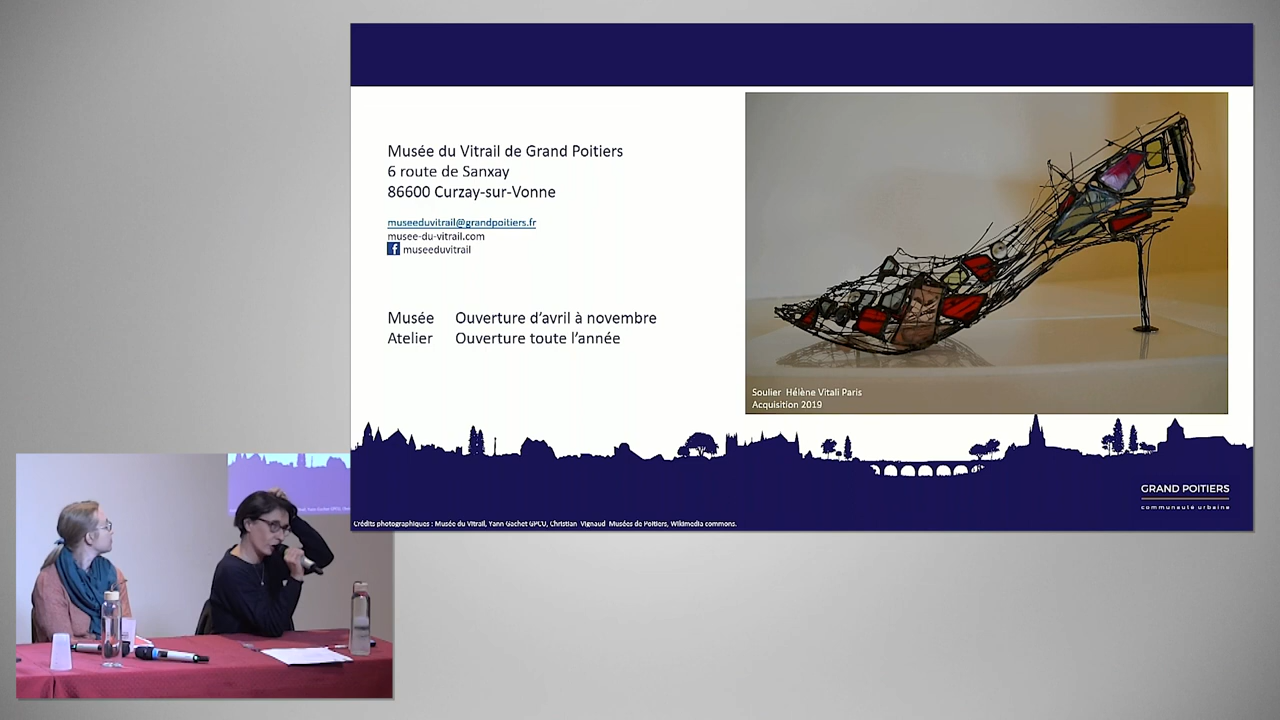 Musée du Vitrail de Grand Poitiers
6 route de Sanxay
86600 Curzay-sur-Vonne
museeduvitrail@grandpoitiers.fr
musee-du-vitrail.com
f museeduvitrail
Musée Ouverture d'avril à novembre
Atelier Ouverture toute l'année
Soulier Hélène Vitali Paris
Acquisition 2019
GRAND POITIERS
communauté urbaine
Crédits photographiques : Musée du Vitrail, Yann Gachet GPCU, Christian Vignaud Musées de Poitiers, Wikimedia commons.